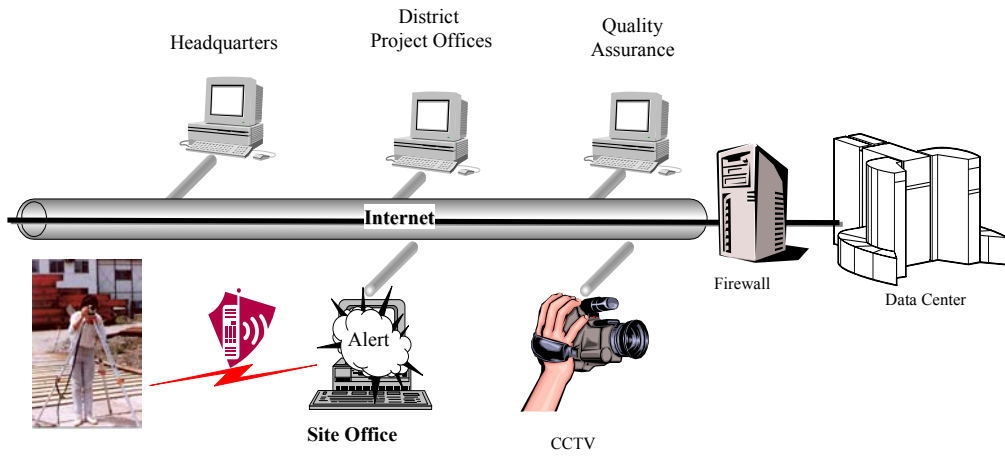 Headquarters
District
Project Offices
Quality
Assurance
Internet
Firewall
Data Center
Alert
Site Office
CCTV